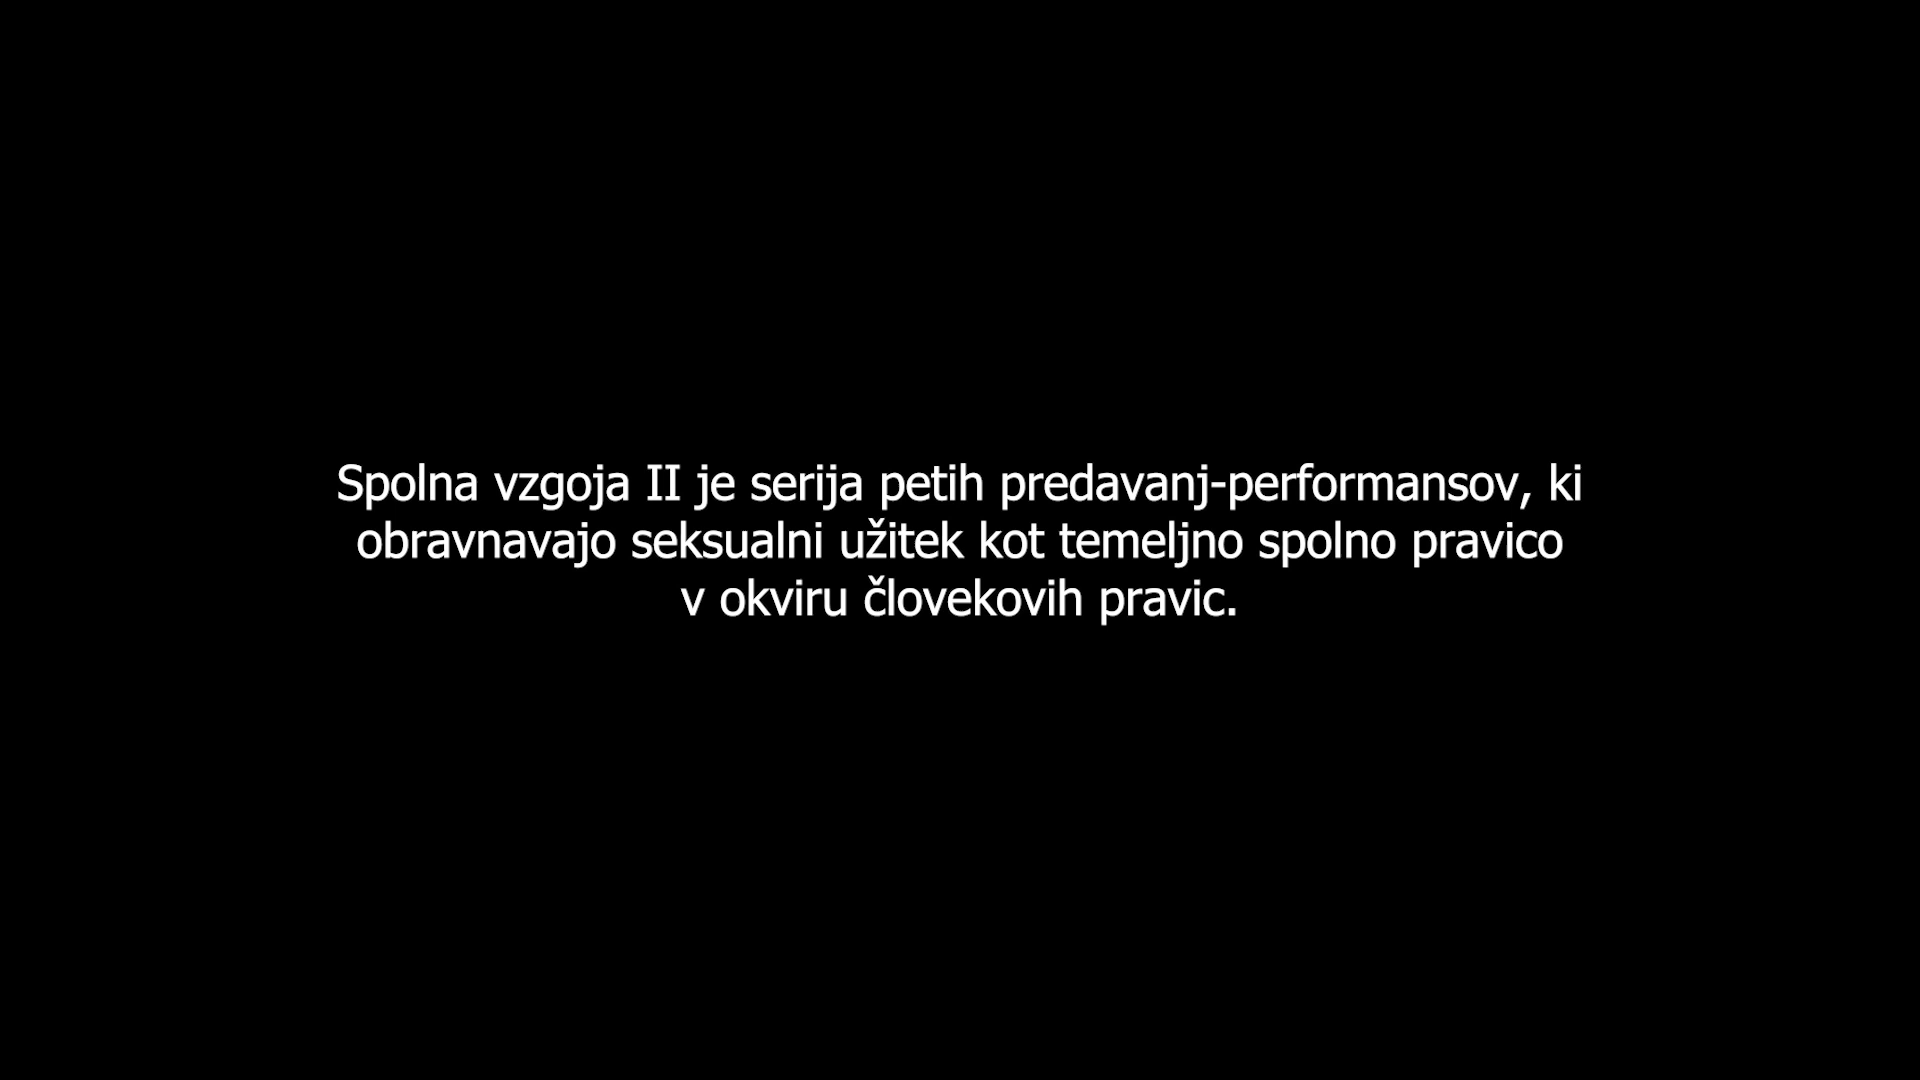 Spolna vzgoja II je serija petih predavanj-performansov, ki
obravnavajo seksualni užitek kot temeljno spolno pravico
v okviru človekovih pravic.